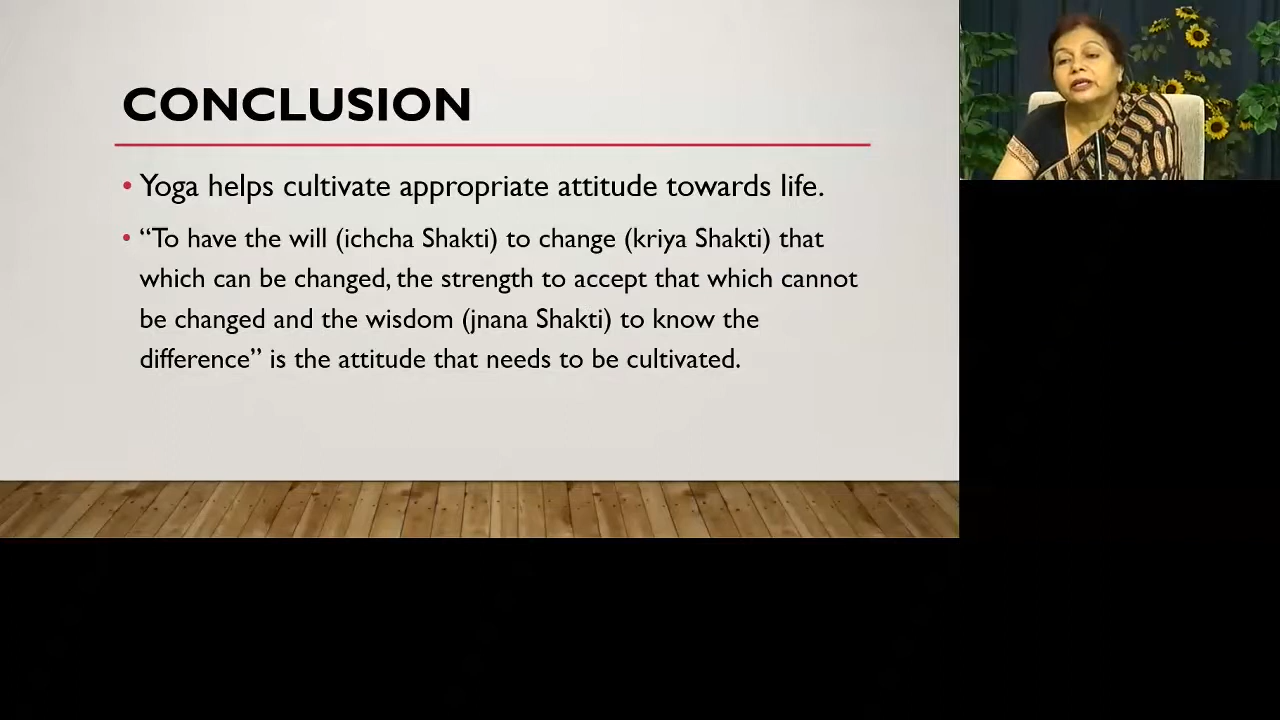 CONCLUSION
• Yoga helps cultivate appropriate attitude towards life.
• “To have the will (ichcha Shakti) to change (kriya Shakti) that
which can be changed, the strength to accept that which cannot
be changed and the wisdom (jnana Shakti) to know the
difference” is the attitude that needs to be cultivated.